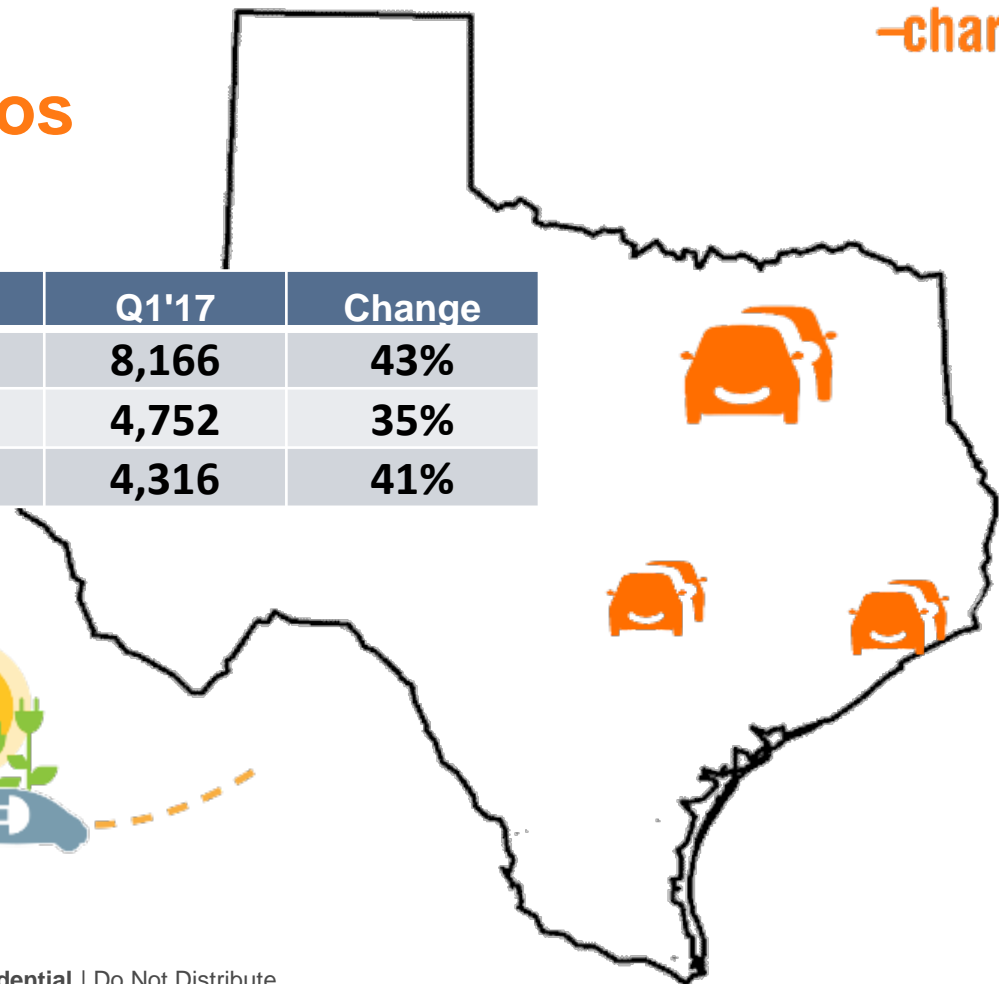 -char
os
Q1'17 Change
8,166 43%
4,752 35%
4,316 41%
dential | Do Not Distribute